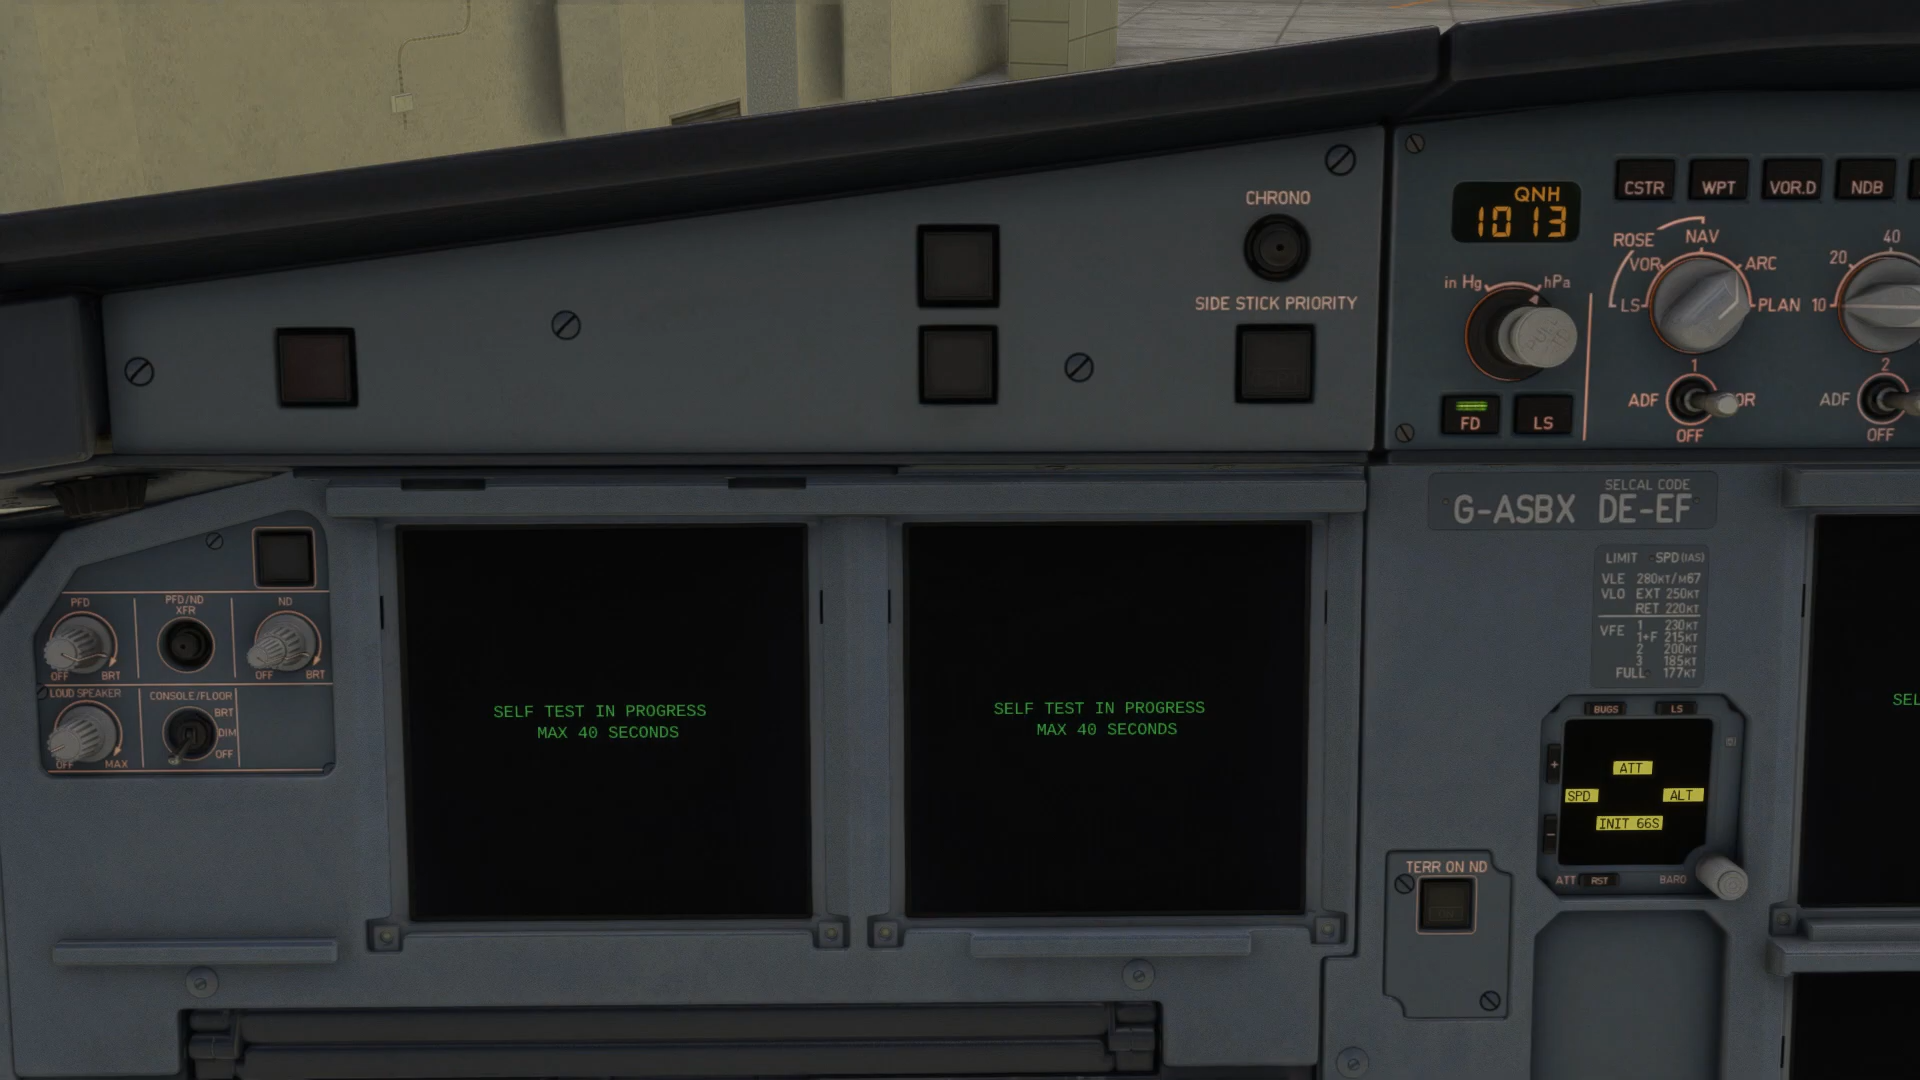 CHRONO
SIDE STICK PRIORITY
QNH
1013
in Hg
hPa
FD
LS
CSTR
WPT
VOR.D
NDB
ROSE
NAV
VOR
ARC
LS
PLAN
1
ADF
OFF
40
20
10
2
ADF
OFF
SELCAL CODE
G-ASBX DE-EF
LIMIT SPD (IAS)
VLE 280KT/M67
VLO EXT 250KT
RET 220KT
VFE 1 230KT
1+F 215KT
2 200KT
3 185KT
FULL 177KT
PFD
PFD/ND
XFR
ND
OFF BRT
OFF BRT
LOUD SPEAKER
CONSOLE/FLOOR
BRT
DIM
OFF
OFF MAX
SELF TEST IN PROGRESS
MAX 40 SECONDS
SELF TEST IN PROGRESS
MAX 40 SECONDS
BUGS
LS
+
-
ATT
SPD
ALT
INIT 66S
ATT RST
BARO
TERR ON ND